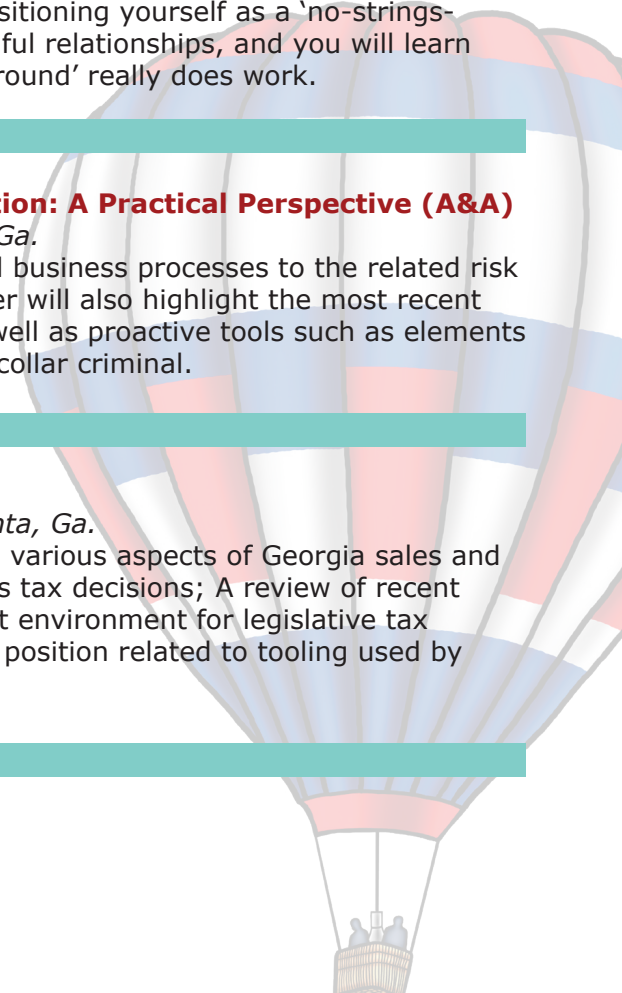 sitioning yourself as a ‘no-strings-
ful relationships, and you will learn
round’ really does work.
tion: A Practical Perspective (A&A)
Ga.
l business processes to the related risk
er will also highlight the most recent
well as proactive tools such as elements
collar criminal.
nta, Ga.
various aspects of Georgia sales and
s tax decisions; A review of recent
t environment for legislative tax
position related to tooling used by